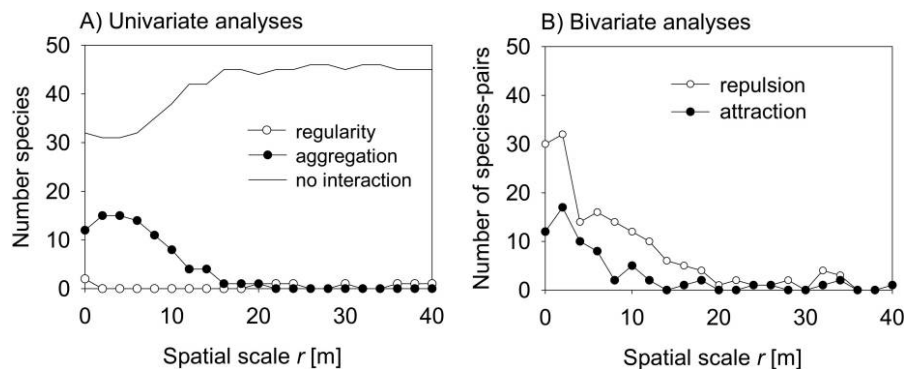 A) Univariate analyses
50
40
30
20
10
0
Number species
regularity
aggregation
no interaction
0 10 20 30 40
Spatial scale r [m]
B) Bivariate analyses
50
40
30
20
10
0
Number of species-pairs
repulsion
attraction
0 10 20 30 40
Spatial scale r [m]